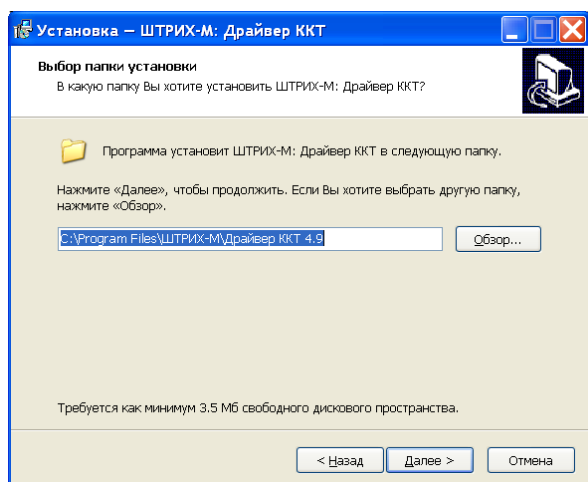 Установка — ШТРИХ-М: Драйвер ККТ
Выбор папки установки
В какую папку Вы хотите установить ШТРИХ-М: Драйвер ККТ?
Программа установит ШТРИХ-М: Драйвер ККТ в следующую папку.
Нажмите «Далее», чтобы продолжить. Если Вы хотите выбрать другую папку,
нажмите «Обзор».
C:\Program Files\ШТРИХ-М\Драйвер ККТ 4.9
Обзор...
Требуется как минимум 3.5 Мб свободного дискового пространства.
< Назад
Далее >
Отмена